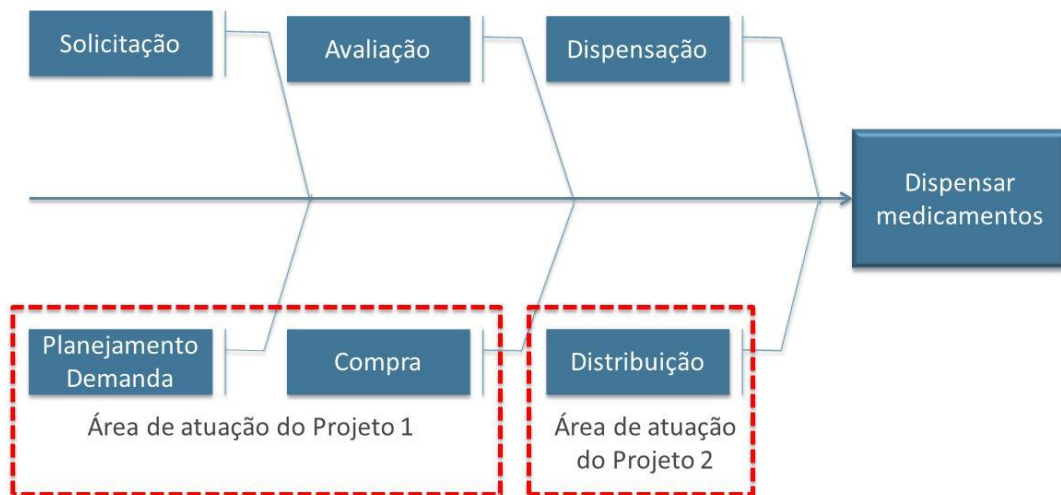 Solicitação
Avaliação
Dispensação
Dispensar
medicamentos
Planejamento
Demanda
Compra
Distribuição
Área de atuação do Projeto 1
Área de atuação
do Projeto 2